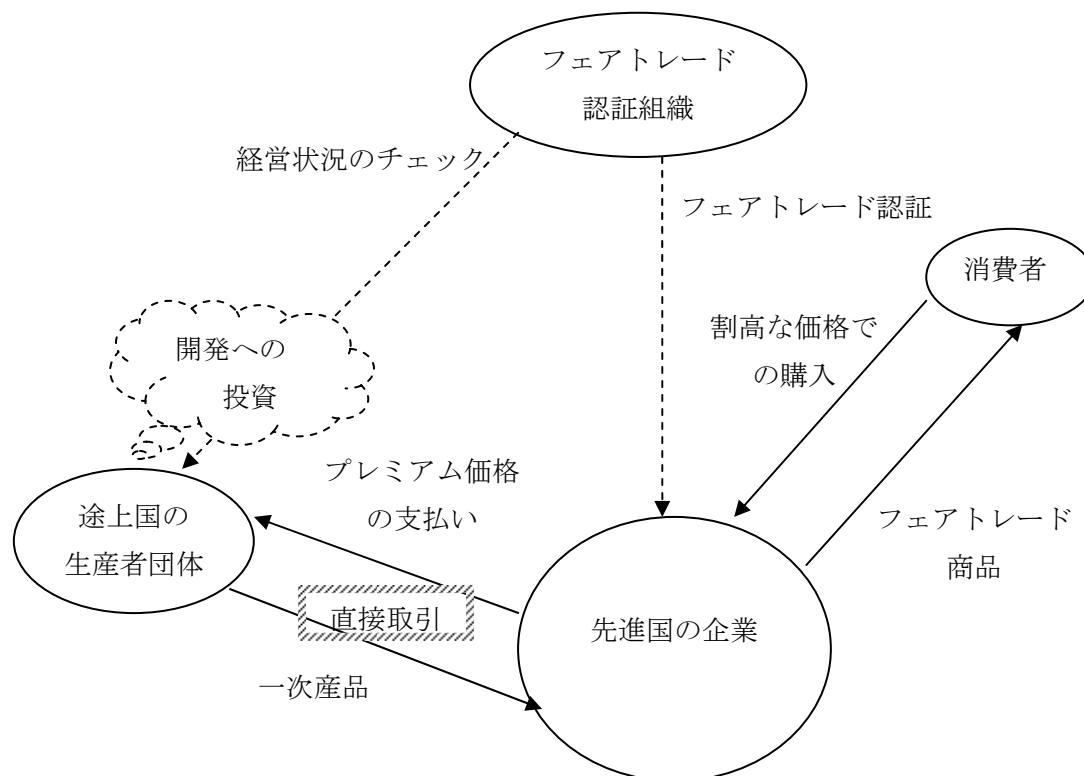 フェアトレード
認証組織
経営状況のチェック
フェアトレード認証
消費者
割高な価格で
の購入
開発への
投資
プレミアム価格
の支払い
途上国の
生産者団体
フェアトレード
商品
直接取引
先進国の企業
一次産品